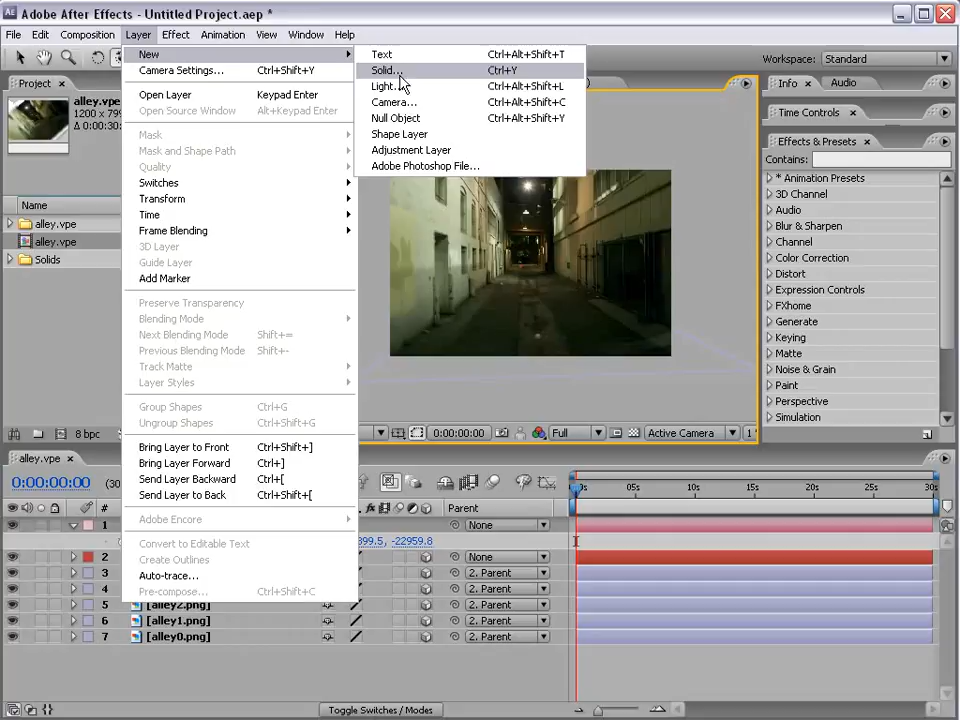 Adobe After Effects - Untitled Project.aep *
File Edit Composition Layer Effect Animation View Window Help
Workspace: Standard
Project
alley.vpe
1200 x 799
Δ 0:00:30
Name
alley.vpe
alley.vpe
Solids
8 bpc
New
Camera Settings... Ctrl+Shift+Y
Open Layer Keypad Enter
Open Source Window Alt+Keypad Enter
Mask
Mask and Shape Path
Quality
Switches
Transform
Time
Frame Blending
3D Layer
Guide Layer
Add Marker
Preserve Transparency
Blending Mode
Next Blending Mode Shift+=
Previous Blending Mode Shift+-
Track Matte
Layer Styles
Group Shapes Ctrl+G
Ungroup Shapes Ctrl+Shift+G
Bring Layer to Front Ctrl+Shift+]
Bring Layer Forward Ctrl+]
Send Layer Backward Ctrl+[
Send Layer to Back Ctrl+Shift+[
Adobe Encore
Convert to Editable Text
Create Outlines
Auto-trace...
Pre-compose... Ctrl+Shift+C
Text Ctrl+Alt+Shift+T
Solid... Ctrl+Y
Light... Ctrl+Alt+Shift+L
Camera... Ctrl+Alt+Shift+C
Null Object Ctrl+Alt+Shift+Y
Shape Layer
Adjustment Layer
Adobe Photoshop File...
0:00:00:00 Full Active Camera 1
Info Audio
Time Controls
Effects & Presets
Contains:
* Animation Presets
3D Channel
Audio
Blur & Sharpen
Channel
Color Correction
Distort
Expression Controls
FXhome
Generate
Keying
Matte
Noise & Grain
Paint
Perspective
Simulation
alley.vpe
0:00:00:00 (30
# Parent
0s 05s 10s 15s 20s 25s 30s
1 None
399.5, -22959.8
2 None
3 2. Parent
4 2. Parent
5 [alley2.png] 2. Parent
6 [alley1.png] 2. Parent
7 [alley0.png] 2. Parent
Toggle Switches / Modes